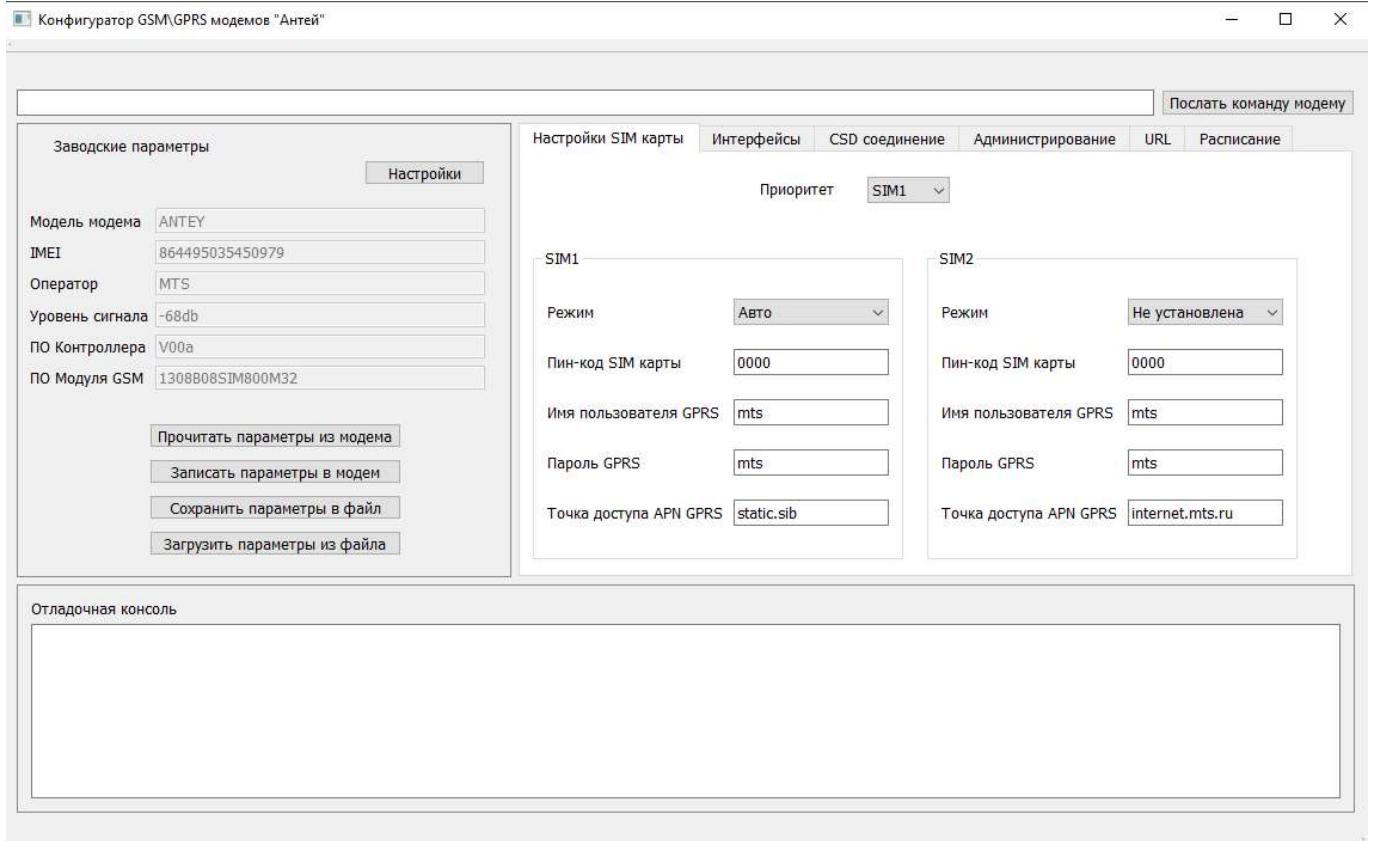 Конфигуратор GSM\GPRS модемов "Антей"
Послать команду модему
Заводские параметры
Настройки
Модель модема ANTEY
IMEI 864495035450979
Оператор MTS
Уровень сигнала -68db
ПО Контроллера V00a
ПО Модуля GSM 1308B08SIM800M32
Прочитать параметры из модема
Записать параметры в модем
Сохранить параметры в файл
Загрузить параметры из файла
Настройки SIM карты Интерфейсы CSD соединение Администрирование URL Расписание
Приоритет SIM1
SIM1
Режим Авто
Пин-код SIM карты 0000
Имя пользователя GPRS mts
Пароль GPRS mts
Точка доступа APN GPRS static.sib
SIM2
Режим Не установлена
Пин-код SIM карты 0000
Имя пользователя GPRS mts
Пароль GPRS mts
Точка доступа APN GPRS internet.mts.ru
Отладочная консоль